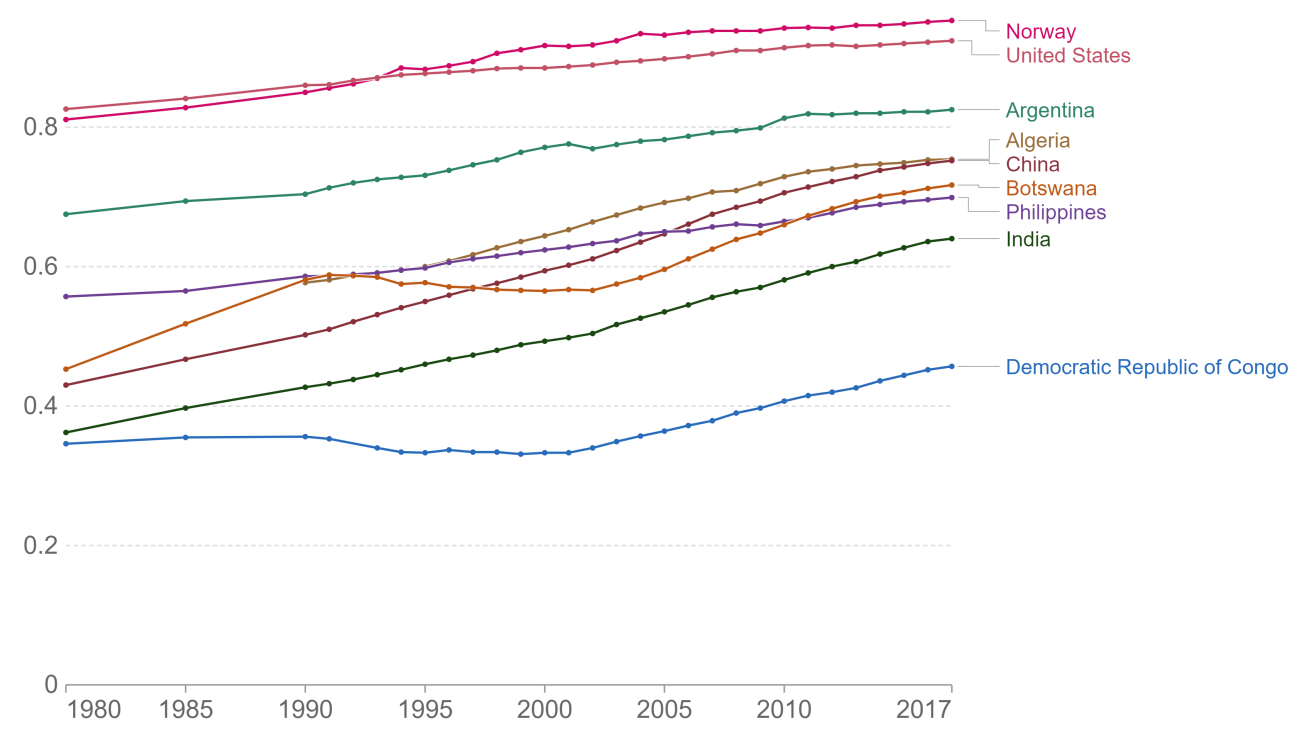 Norway
United States
Argentina
0.8
Algeria
China
Botswana
Philippines
India
0.6
Democratic Republic of Congo
0.4
0.2
0
1980 1985 1990 1995 2000 2005 2010 2017